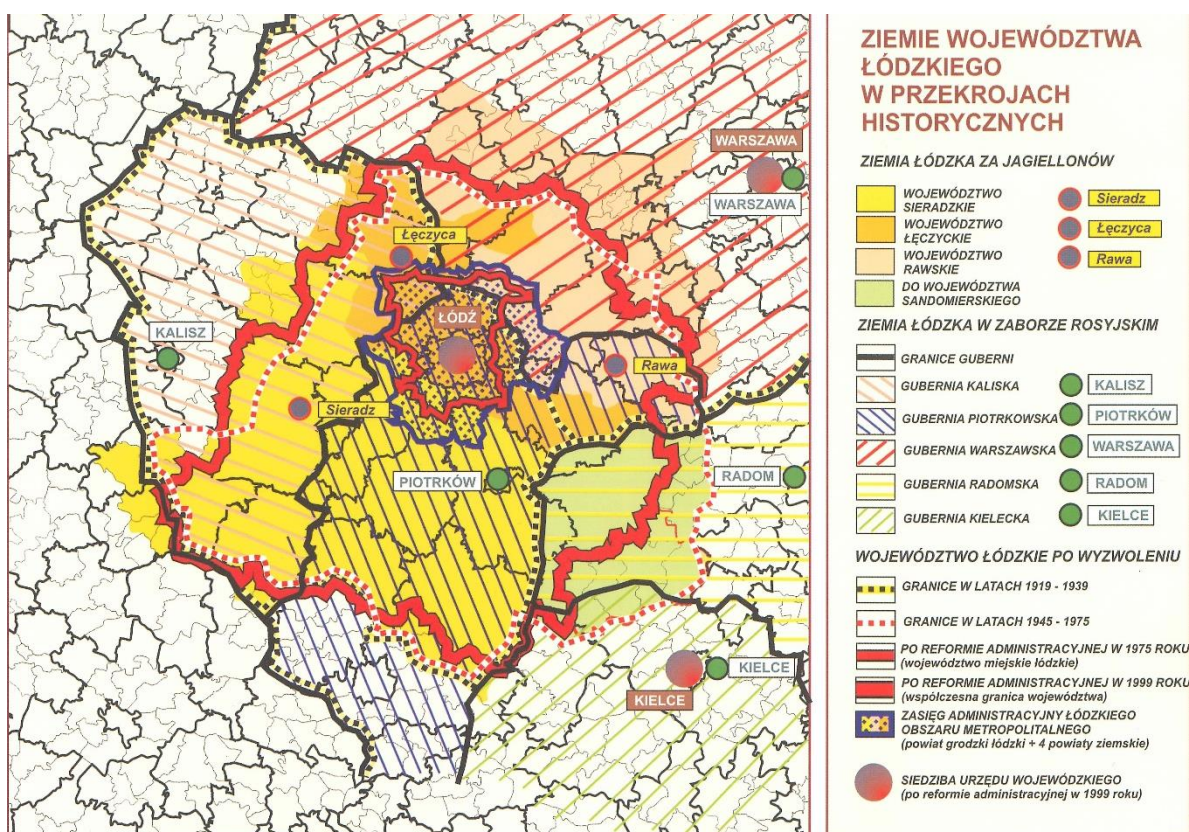 WARSZAWA
WARSZAWA
Łęczyca
ŁÓDŹ
KALISZ
Rawa
Sieradz
PIOTRKÓW
RADOM
KIELCE
KIELCE
ZIEMIE WOJEWÓDZTWA
ŁÓDZKIEGO
W PRZEKROJACH
HISTORYCZNYCH
ZIEMIA ŁÓDZKA ZA JAGIELLONÓW
WOJEWÓDZTWO
SIERADZKIE
Sieradz
WOJEWÓDZTWO
ŁĘCZYCKIE
Łęczyca
WOJEWÓDZTWO
RAWSKIE
Rawa
DO WOJEWÓDZTWA
SANDOMIERSKIEGO
ZIEMIA ŁÓDZKA W ZABORZE ROSYJSKIM
GRANICE GUBERNI
GUBERNIA KALISKA
KALISZ
GUBERNIA PIOTRKOWSKA
PIOTRKÓW
GUBERNIA WARSZAWSKA
WARSZAWA
GUBERNIA RADOMSKA
RADOM
GUBERNIA KIELECKA
KIELCE
WOJEWÓDZTWO ŁÓDZKIE PO WYZWOLENIU
GRANICE W LATACH 1919 - 1939
GRANICE W LATACH 1945 - 1975
PO REFORMIE ADMINISTRACYJNEJ W 1975 ROKU
(województwo miejskie łódzkie)
PO REFORMIE ADMINISTRACYJNEJ W 1999 ROKU
(współczesna granica województwa)
ZASIĘG ADMINISTRACYJNY ŁÓDZKIEGO
OBSZARU METROPOLITALNEGO
(powiat grodzki łódzki + 4 powiaty ziemskie)
SIEDZIBA URZĘDU WOJEWÓDZKIEGO
(po reformie administracyjnej w 1999 roku)